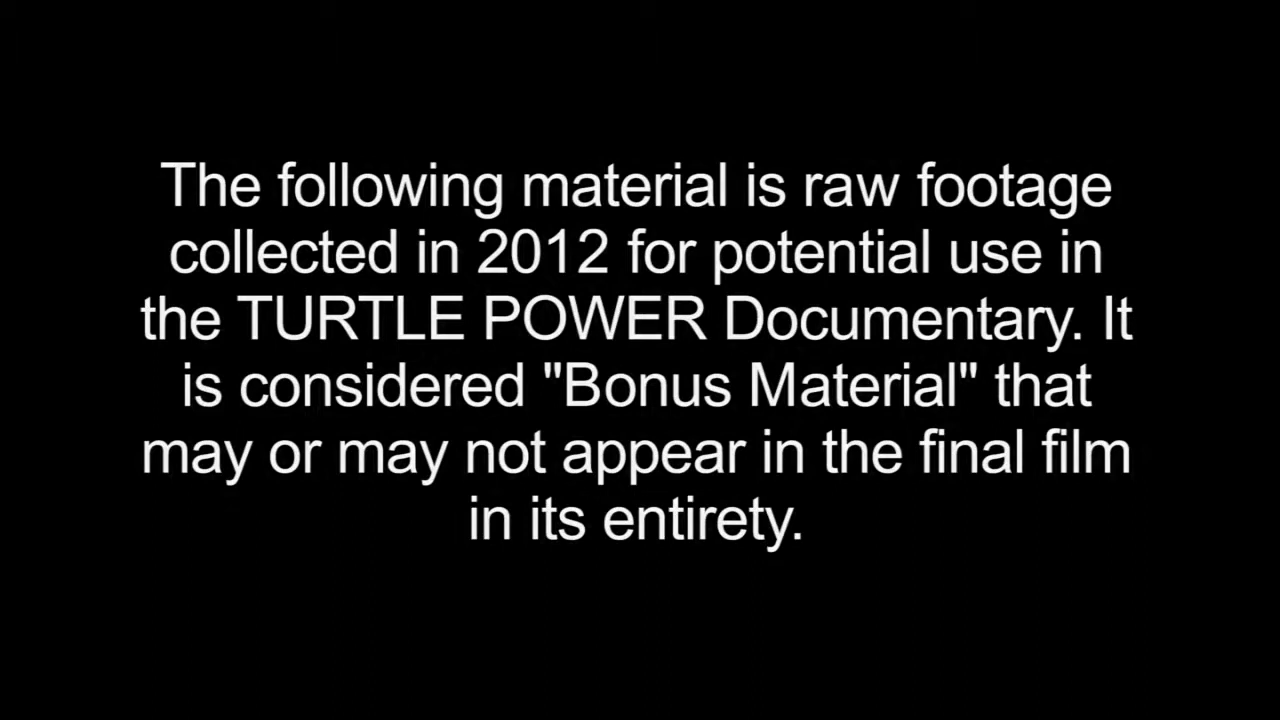 The following material is raw footage
collected in 2012 for potential use in
the TURTLE POWER Documentary. It
is considered "Bonus Material" that
may or may not appear in the final film
in its entirety.